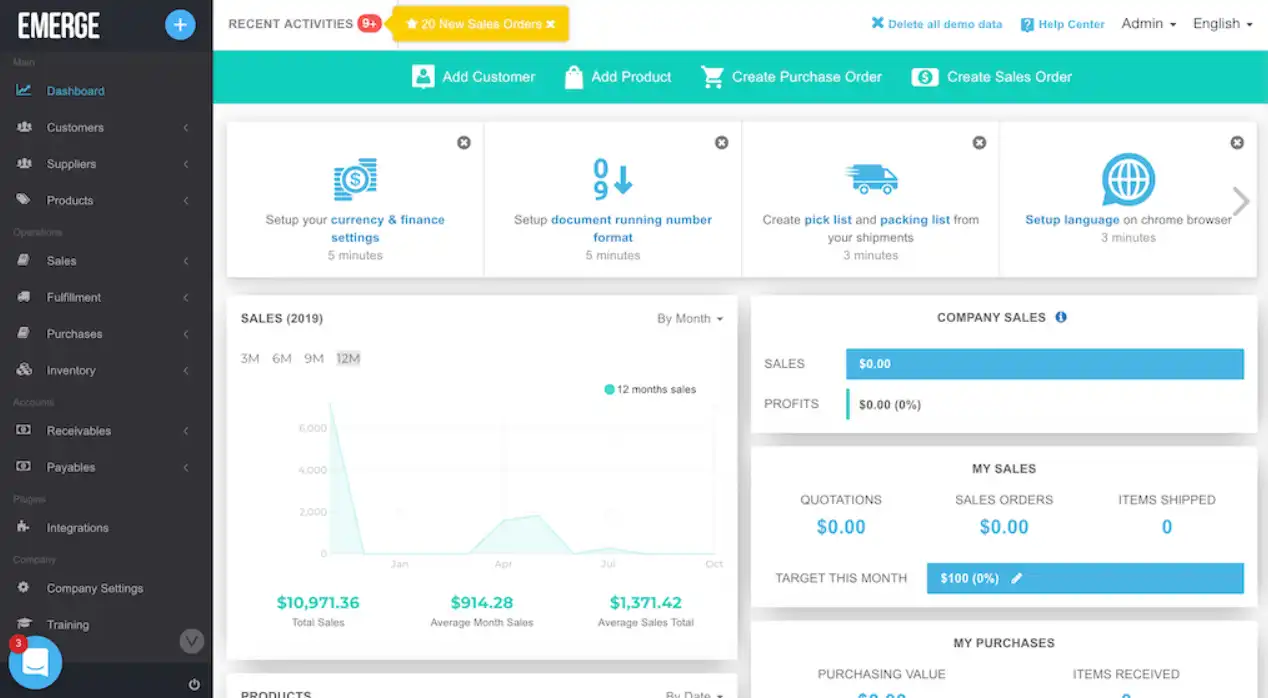 EMERGE
Main
Dashboard
Customers
Suppliers
Products
Operations
Sales
Fulfillment
Purchases
Inventory
Accounts
Receivables
Payables
Plugins
Integrations
Company
Company Settings
Training
3
RECENT ACTIVITIES 9+
20 New Sales Orders
Delete all demo data
Help Center
Admin
English
Add Customer
Add Product
Create Purchase Order
Create Sales Order
Setup your currency & finance
settings
5 minutes
Setup document running number
format
5 minutes
Create pick list and packing list from
your shipments
3 minutes
Setup language on chrome browser
3 minutes
SALES (2019)
By Month
3M 6M 9M 12M
12 months sales
6,000
4,000
2,000
0
Jan Apr Jul Oct
$10,971.36
Total Sales
$914.28
Average Month Sales
$1,371.42
Average Sales Total
PRODUCTS
By Date
COMPANY SALES
SALES $0.00
PROFITS $0.00 (0%)
MY SALES
QUOTATIONS
$0.00
SALES ORDERS
$0.00
ITEMS SHIPPED
0
TARGET THIS MONTH $100 (0%)
MY PURCHASES
PURCHASING VALUE
ITEMS RECEIVED